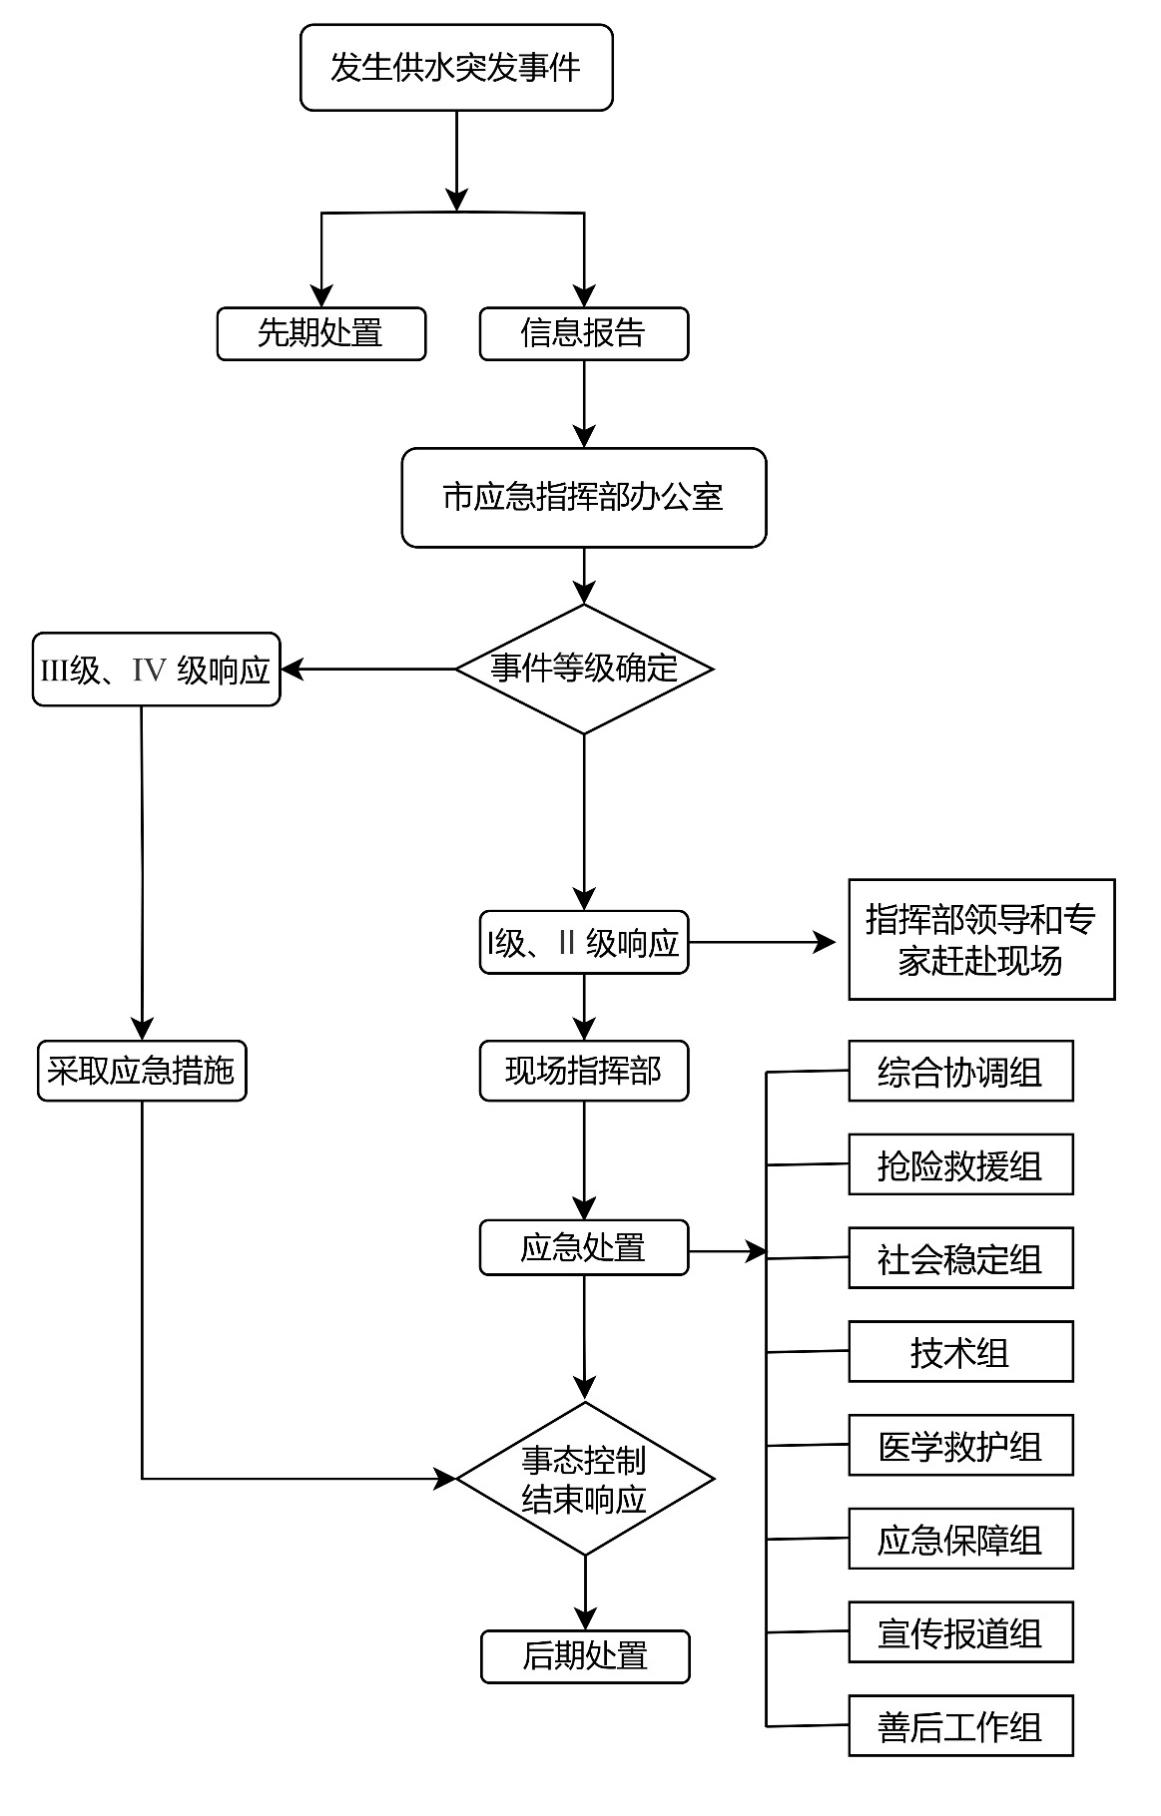 发生供水突发事件
先期处置
信息报告
市应急指挥部办公室
事件等级确定
III级、IV 级响应
I级、II 级响应
指挥部领导和专
家赶赴现场
采取应急措施
现场指挥部
综合协调组
抢险救援组
应急处置
社会稳定组
技术组
医学救护组
事态控制
结束响应
应急保障组
宣传报道组
后期处置
善后工作组